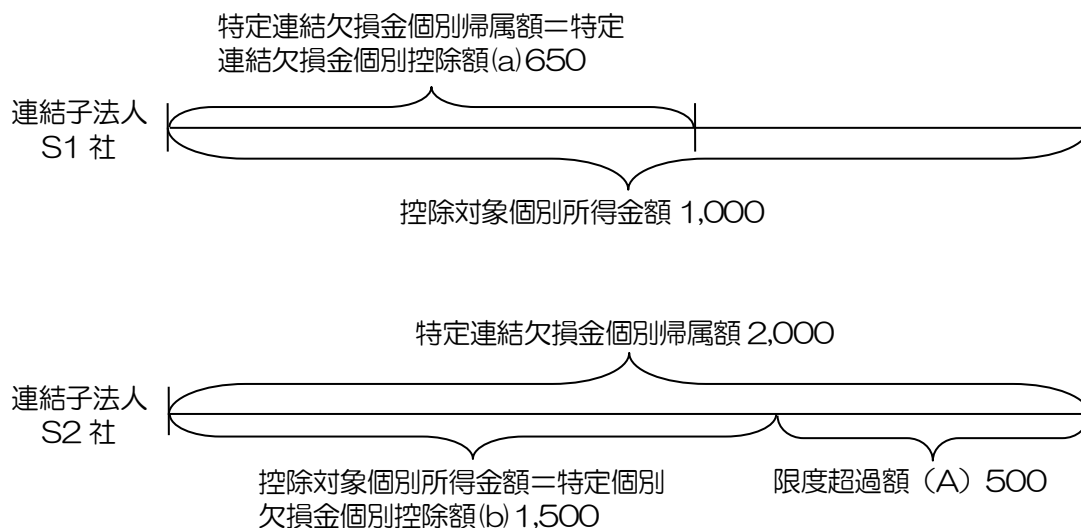 特定連結欠損金個別帰属額＝特定
連結欠損金個別控除額(a)650
連結子法人
S1 社
控除対象個別所得金額 1,000
特定連結欠損金個別帰属額 2,000
連結子法人
S2 社
控除対象個別所得金額＝特定個別
欠損金個別控除額(b)1,500
限度超過額（A）500